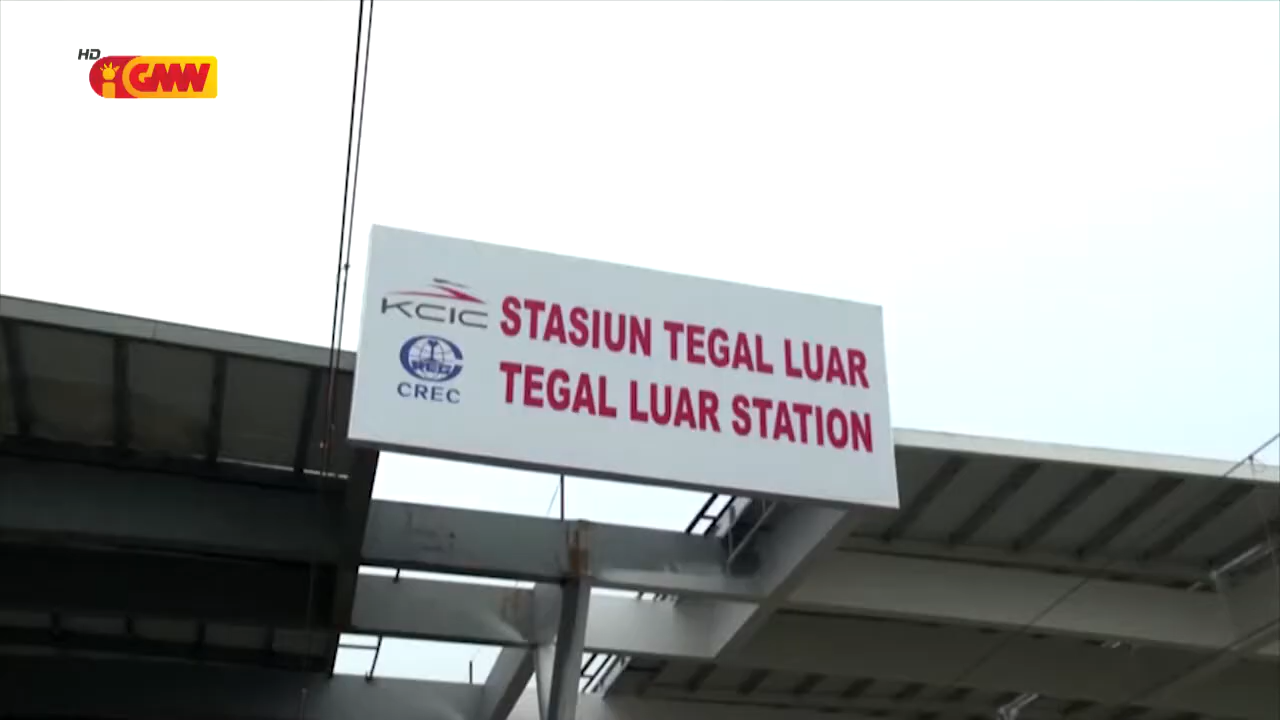 HD
GMW
KCIC
STASIUN TEGAL LUAR
TEGAL LUAR STATION
CREC